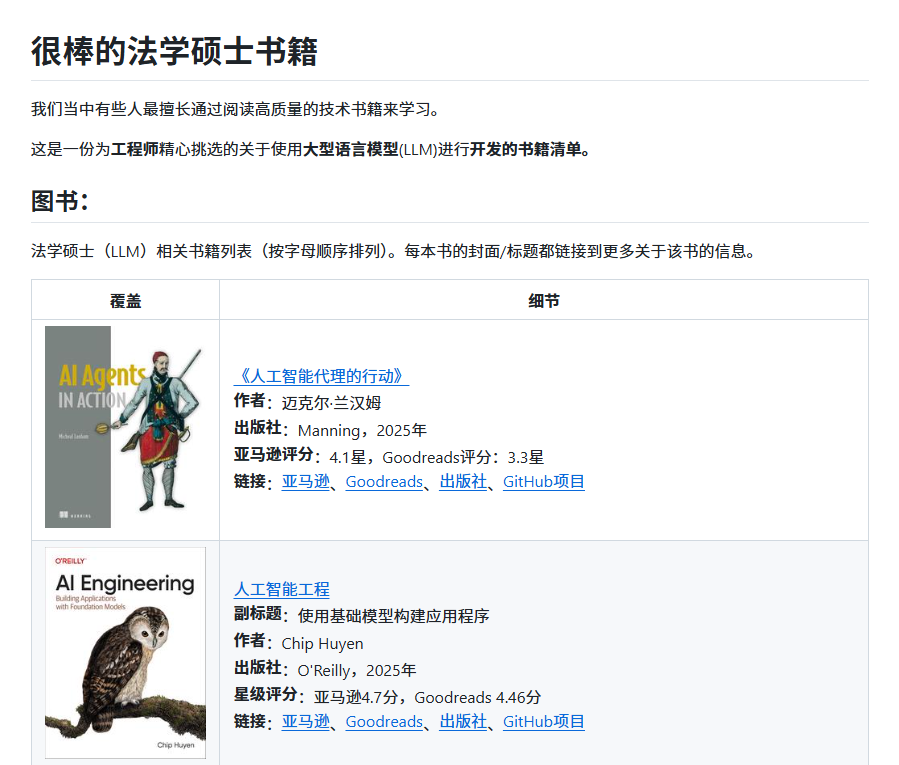 很棒的法学硕士书籍
我们当中有些人最擅长通过阅读高质量的技术书籍来学习。
这是一份为工程师精心挑选的关于使用大型语言模型(LLM)进行开发的书籍清单。
图书：
法学硕士（LLM）相关书籍列表（按字母顺序排列）。每本书的封面/标题都链接到更多关于该书的信息。
覆盖
细节
AI Agents
IN ACTION
Micheal Lanham
MANNING
《人工智能代理的行动》
作者：迈克尔·兰汉姆
出版社：Manning，2025年
亚马逊评分：4.1星，Goodreads评分：3.3星
链接：亚马逊、Goodreads、出版社、GitHub项目
O'REILLY
AI Engineering
Building Applications
with Foundation Models
Chip Huyen
人工智能工程
副标题：使用基础模型构建应用程序
作者：Chip Huyen
出版社：O'Reilly，2025年
星级评分：亚马逊4.7分，Goodreads 4.46分
链接：亚马逊、Goodreads、出版社、GitHub项目